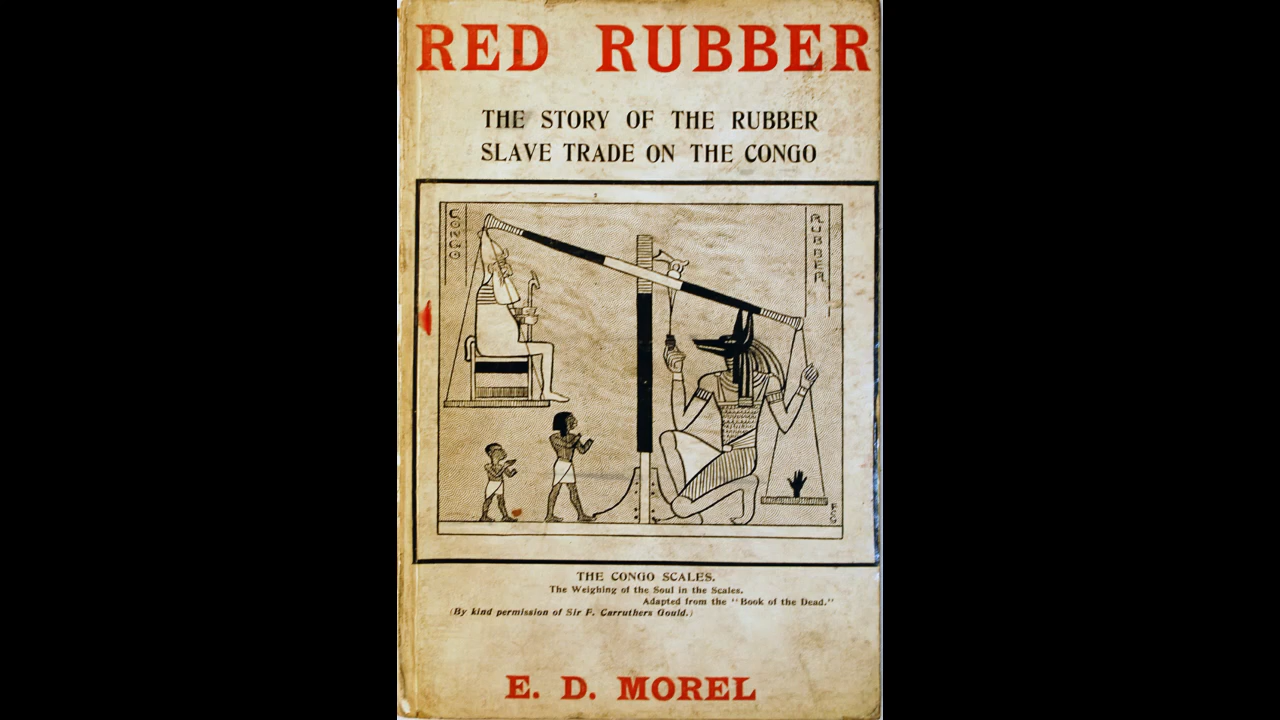 RED RUBBER
THE STORY OF THE RUBBER
SLAVE TRADE ON THE CONGO
CONGO
RUBBER
FCG
THE CONGO SCALES.
The Weighing of the Soul in the Scales.
Adapted from the "Book of the Dead."
(By kind permission of Sir F. Carruthers Gould.)
E. D. MOREL